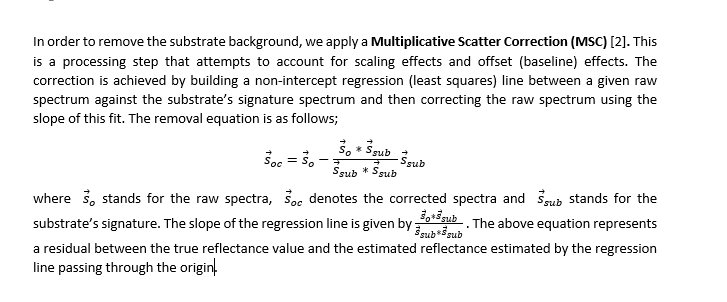 In order to remove the substrate background, we apply a Multiplicative Scatter Correction (MSC) [2]. This
is a processing step that attempts to account for scaling effects and offset (baseline) effects. The
correction is achieved by building a non-intercept regression (least squares) line between a given raw
spectrum against the substrate's signature spectrum and then correcting the raw spectrum using the
slope of this fit. The removal equation is as follows;
$\vec{s}_{oc} = \vec{s}_o - \frac{\vec{s}_o * \vec{s}_{sub}}{\vec{s}_{sub} * \vec{s}_{sub}} \vec{s}_{sub}$
where $\vec{s}_o$ stands for the raw spectra, $\vec{s}_{oc}$ denotes the corrected spectra and $\vec{s}_{sub}$ stands for the
substrate's signature. The slope of the regression line is given by $\frac{\vec{s}_o * \vec{s}_{sub}}{\vec{s}_{sub} * \vec{s}_{sub}}$ . The above equation represents
a residual between the true reflectance value and the estimated reflectance estimated by the regression
line passing through the origin.